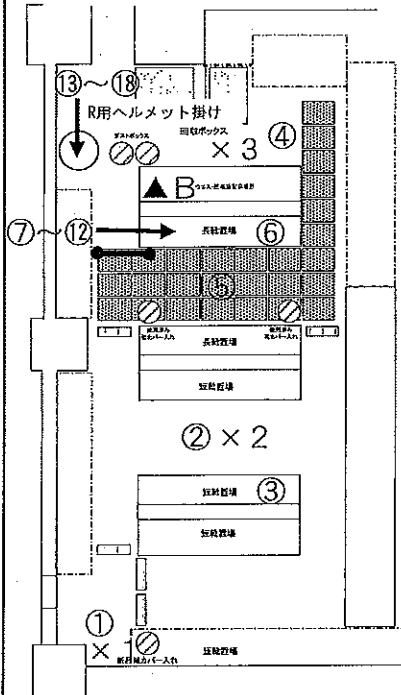 ⑬～⑱
R用ヘルメット掛け
ダストボックス
回収ボックス
×3
④
▲B
⑦～⑫
長靴置場
⑥
⑤
長靴置場
短靴置場
②×2
短靴置場
③
短靴置場
①
×
短靴置場